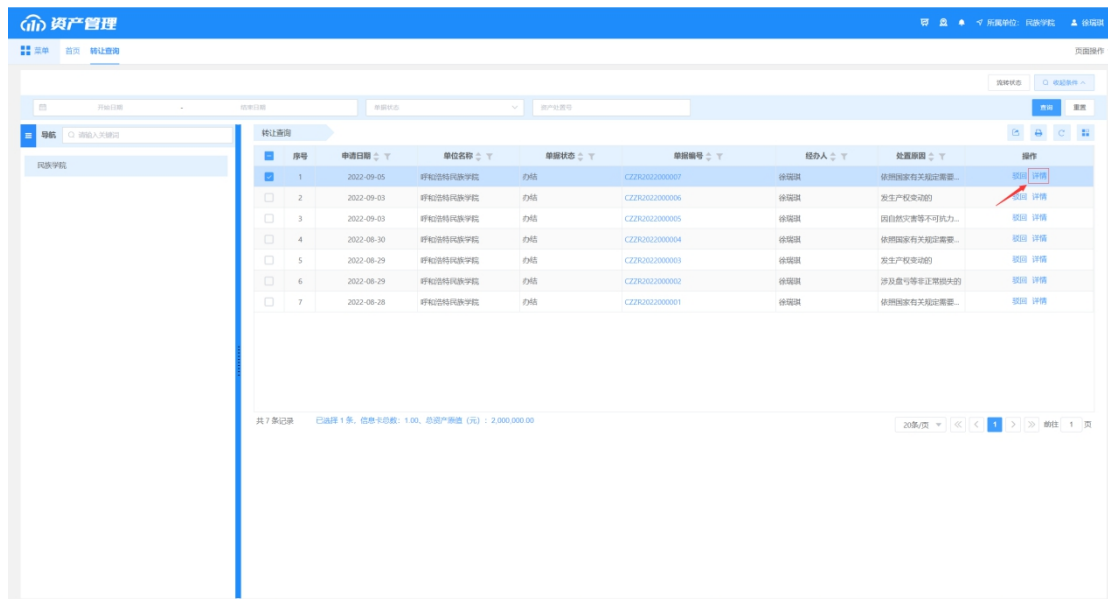 资产管理
所属单位：民族学院 徐瑞琪
菜单 首页 转让查询 页面操作
流转状态 收起条件
开始日期 - 结束日期 单据状态 资产处置号 查询 重置
导航 请输入关键词 转让查询
民族学院
序号 申请日期 单位名称 单据状态 单据编号 经办人 处置原因 操作
1 2022-09-05 呼和浩特民族学院 办结 CZZR2022000007 徐瑞琪 依照国家有关规定需要... 驳回 详情
2 2022-09-03 呼和浩特民族学院 办结 CZZR2022000006 徐瑞琪 发生产权变动的 驳回 详情
3 2022-09-03 呼和浩特民族学院 办结 CZZR2022000005 徐瑞琪 因自然灾害等不可抗力... 驳回 详情
4 2022-08-30 呼和浩特民族学院 办结 CZZR2022000004 徐瑞琪 依照国家有关规定需要... 驳回 详情
5 2022-08-29 呼和浩特民族学院 办结 CZZR2022000003 徐瑞琪 发生产权变动的 驳回 详情
6 2022-08-29 呼和浩特民族学院 办结 CZZR2022000002 徐瑞琪 涉及盘亏等非正常损失的 驳回 详情
7 2022-08-28 呼和浩特民族学院 办结 CZZR2022000001 徐瑞琪 依照国家有关规定需要... 驳回 详情
共 7 条记录 已选择 1 条、信息卡总数：1.00、总资产原值（元）：2,000,000.00 20条/页 1 前往 1 页